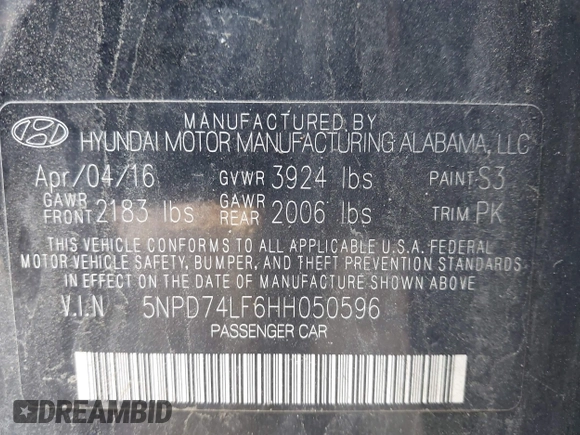 MANUFACTURED BY
HYUNDAI MOTOR MANUFACTURING ALABAMA, LLC
Apr/04/16 GVWR 3924 lbs PAINT S3
GAWR FRONT 2183 lbs GAWR REAR 2006 lbs TRIM PK
THIS VEHICLE CONFORMS TO ALL APPLICABLE U.S.A. FEDERAL
MOTOR VEHICLE SAFETY, BUMPER, AND THEFT PREVENTION STANDARDS
IN EFFECT ON THE DATE OF MANUFACTURE SHOWN ABOVE
V.I.N 5NPD74LF6HH050596
PASSENGER CAR
DREAMBID